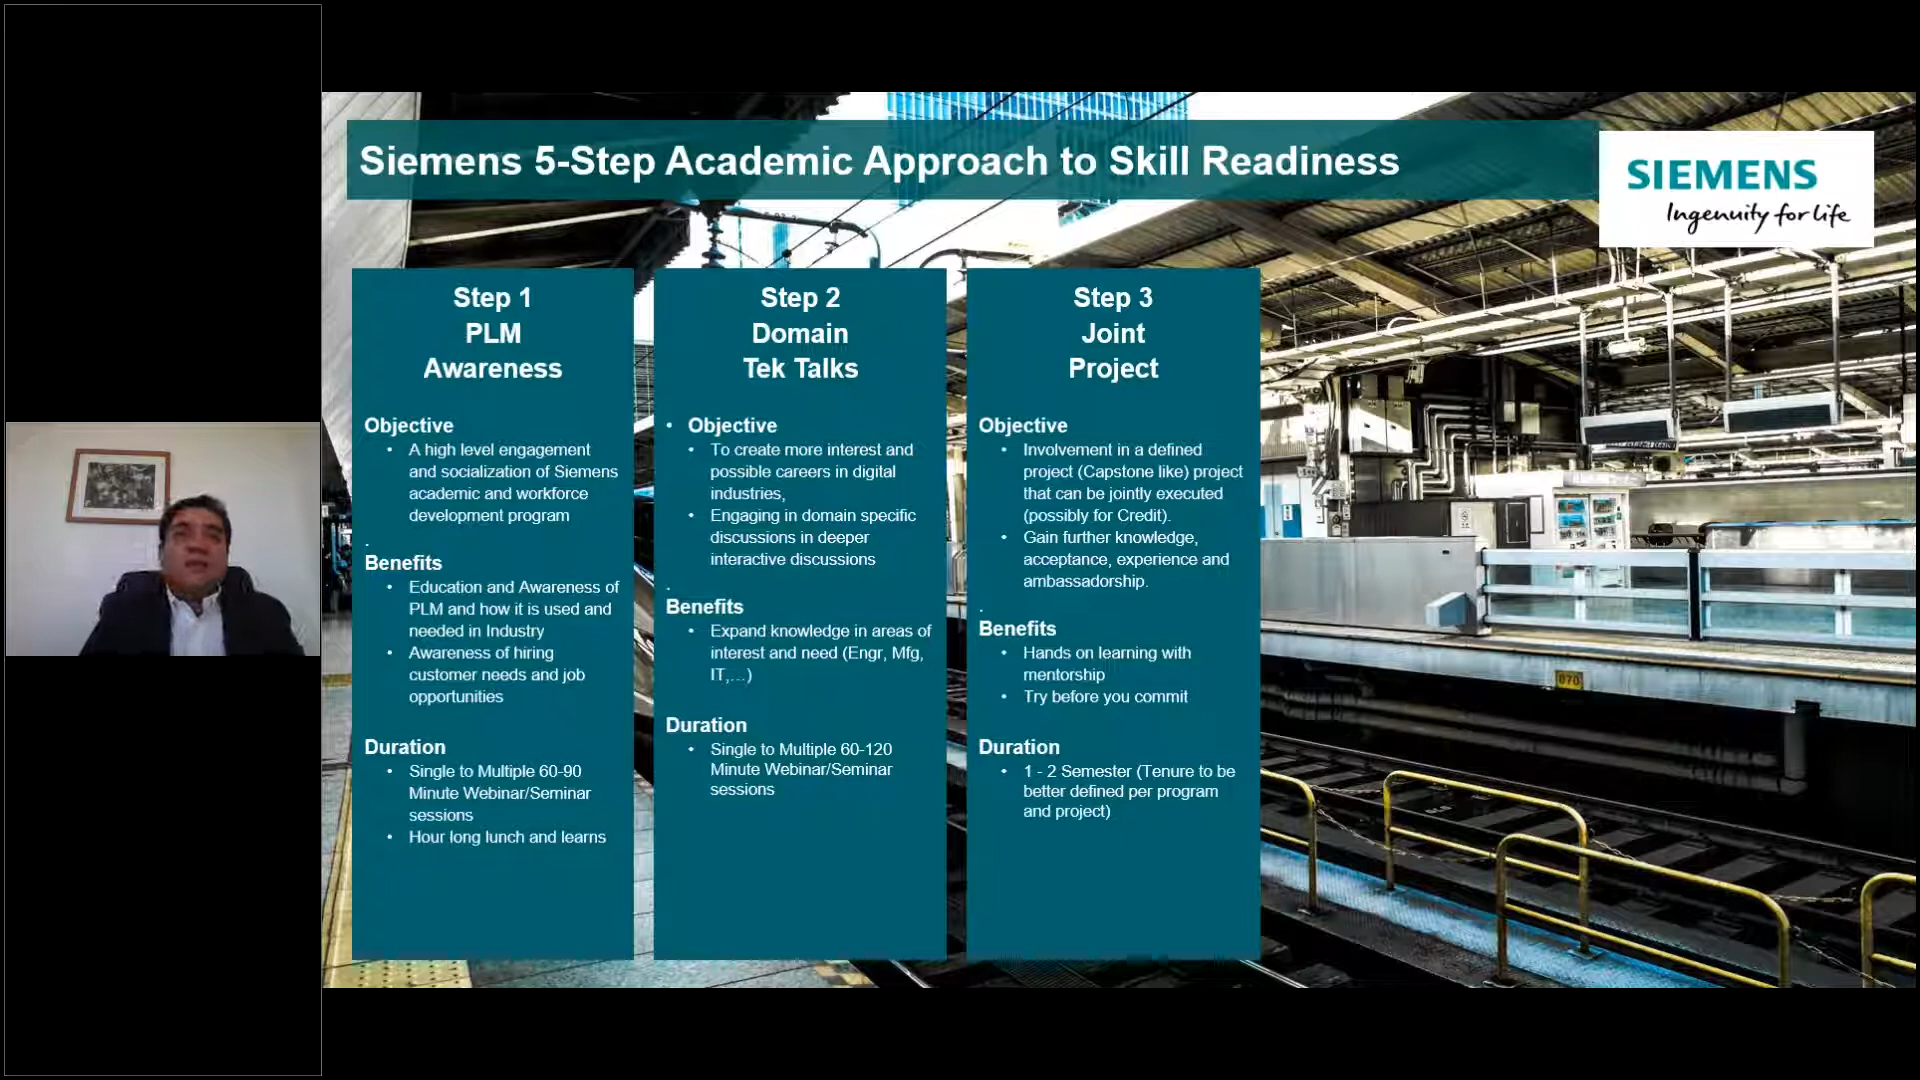 Siemens 5-Step Academic Approach to Skill Readiness
SIEMENS
Ingenuity for life
Step 1
PLM
Awareness
Objective
• A high level engagement
and socialization of Siemens
academic and workforce
development program
.
Benefits
• Education and Awareness of
PLM and how it is used and
needed in Industry
• Awareness of hiring
customer needs and job
opportunities
Duration
• Single to Multiple 60-90
Minute Webinar/Seminar
sessions
• Hour long lunch and learns
Step 2
Domain
Tek Talks
• Objective
• To create more interest and
possible careers in digital
industries,
• Engaging in domain specific
discussions in deeper
interactive discussions
.
Benefits
• Expand knowledge in areas of
interest and need (Engr, Mfg,
IT,...)
Duration
• Single to Multiple 60-120
Minute Webinar/Seminar
sessions
Step 3
Joint
Project
Objective
• Involvement in a defined
project (Capstone like) project
that can be jointly executed
(possibly for Credit).
• Gain further knowledge,
acceptance, experience and
ambassadorship.
.
Benefits
• Hands on learning with
mentorship
• Try before you commit
Duration
• 1 - 2 Semester (Tenure to be
better defined per program
and project)
070